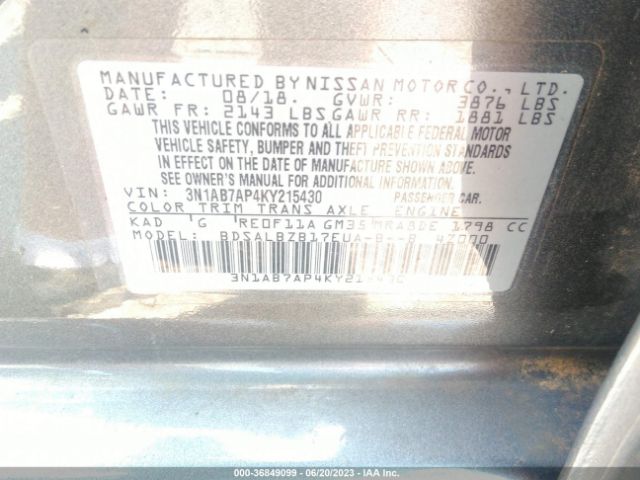 MANUFACTURED BY NISSAN MOTOR CO., LTD.
DATE: 08/18. GVWR: 3876 LBS
GAWR FR: 2143 LBS GAWR RR: 1881 LBS
THIS VEHICLE CONFORMS TO ALL APPLICABLE FEDERAL MOTOR
VEHICLE SAFETY, BUMPER AND THEFT PREVENTION STANDARDS
IN EFFECT ON THE DATE OF MANUFACTURE SHOWN ABOVE.
SEE OWNER'S MANUAL FOR ADDITIONAL INFORMATION.
VIN: 3N1AB7AP4KY215430 PASSENGER CAR.
COLOR TRIM TRANS AXLE ENGINE
KAD G RE0F11A GM35 MRA8DE 1798 CC
MODEL: BDSALBZB17EUA-B--B 4Z000
000-36849099 - 06/20/2023 - IAA Inc.